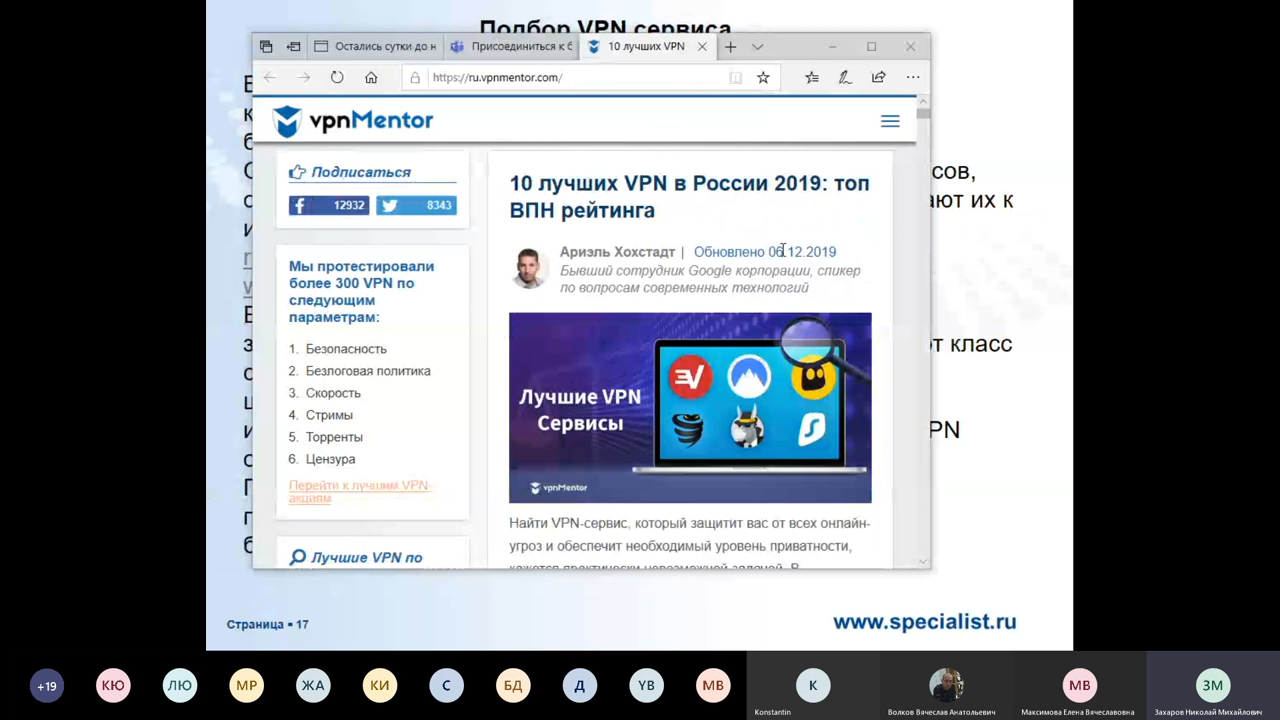 Подбор VPN сервиса
Остались сутки до н
Присоединиться к б
10 лучших VPN
https://ru.vpnmentor.com/
vpnMentor
Подписаться
12932
8343
Мы протестировали
более 300 VPN по
следующим
параметрам:
1. Безопасность
2. Безлоговая политика
3. Скорость
4. Стримы
5. Торренты
6. Цензура
Перейти к лучшим VPN-
акциям
Лучшие VPN по
10 лучших VPN в России 2019: топ
ВПН рейтинга
Ариэль Хохстадт | Обновлено 06.12.2019
Бывший сотрудник Google корпорации, спикер
по вопросам современных технологий
Лучшие VPN
Сервисы
vpnMentor
Найти VPN-сервис, который защитит вас от всех онлайн-
угроз и обеспечит необходимый уровень приватности,
кажется практически невозможной задачей. В
сов,
ают их к
от класс
PN
Страница ▪ 17
www.specialist.ru
+19
КЮ
ЛЮ
МР
ЖА
КИ
С
БД
Д
YB
МВ
К
МВ
ЗМ
Konstantin
Волков Вячеслав Анатольевич
Максимова Елена Вячеславовна
Захаров Николай Михайлович